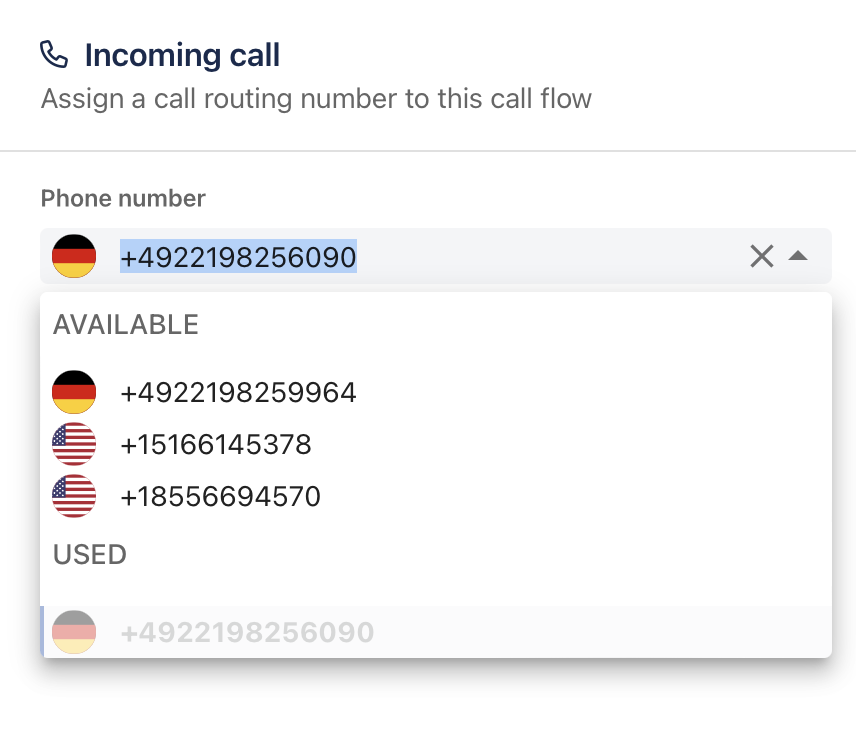 Incoming call
Assign a call routing number to this call flow
Phone number
+4922198256090
AVAILABLE
+4922198259964
+15166145378
+18556694570
USED
+4922198256090